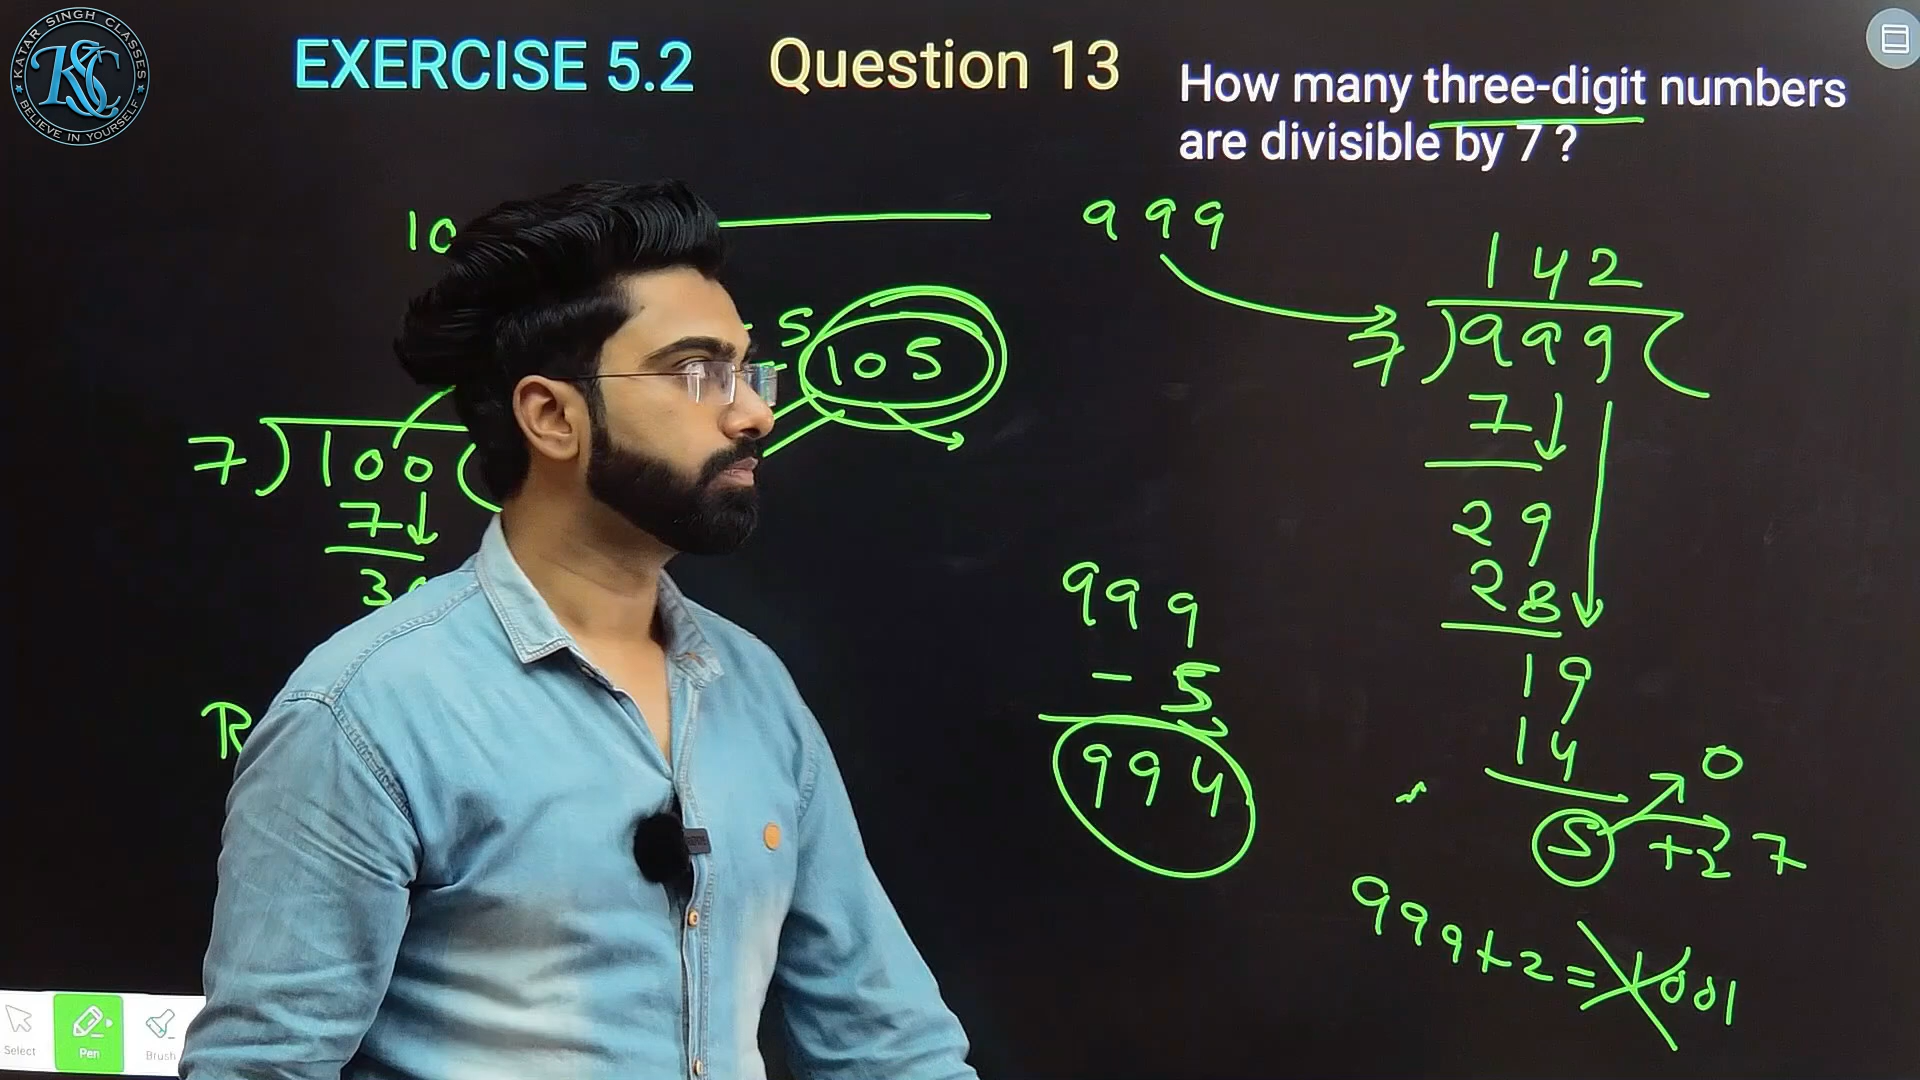 KATAR SINGH CLASSES
KSC
BELIEVE IN YOURSELF
EXERCISE 5.2 Question 13
How many three-digit numbers
are divisible by 7 ?
10
999
5
105
142
7)999(
7
29
28
19
14
5
0
+2 7
7)100(
7
30
R
999
- 5
994
999+2=1001
Select
Pen
Brush